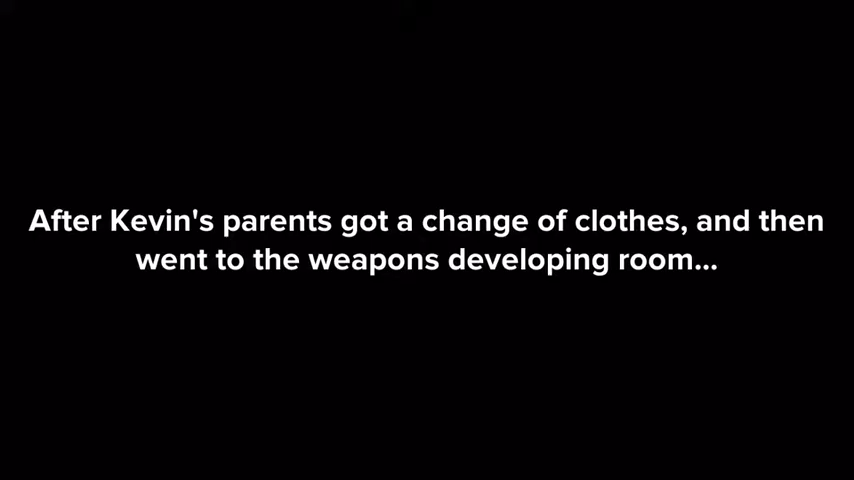 After Kevin's parents got a change of clothes, and then
went to the weapons developing room...